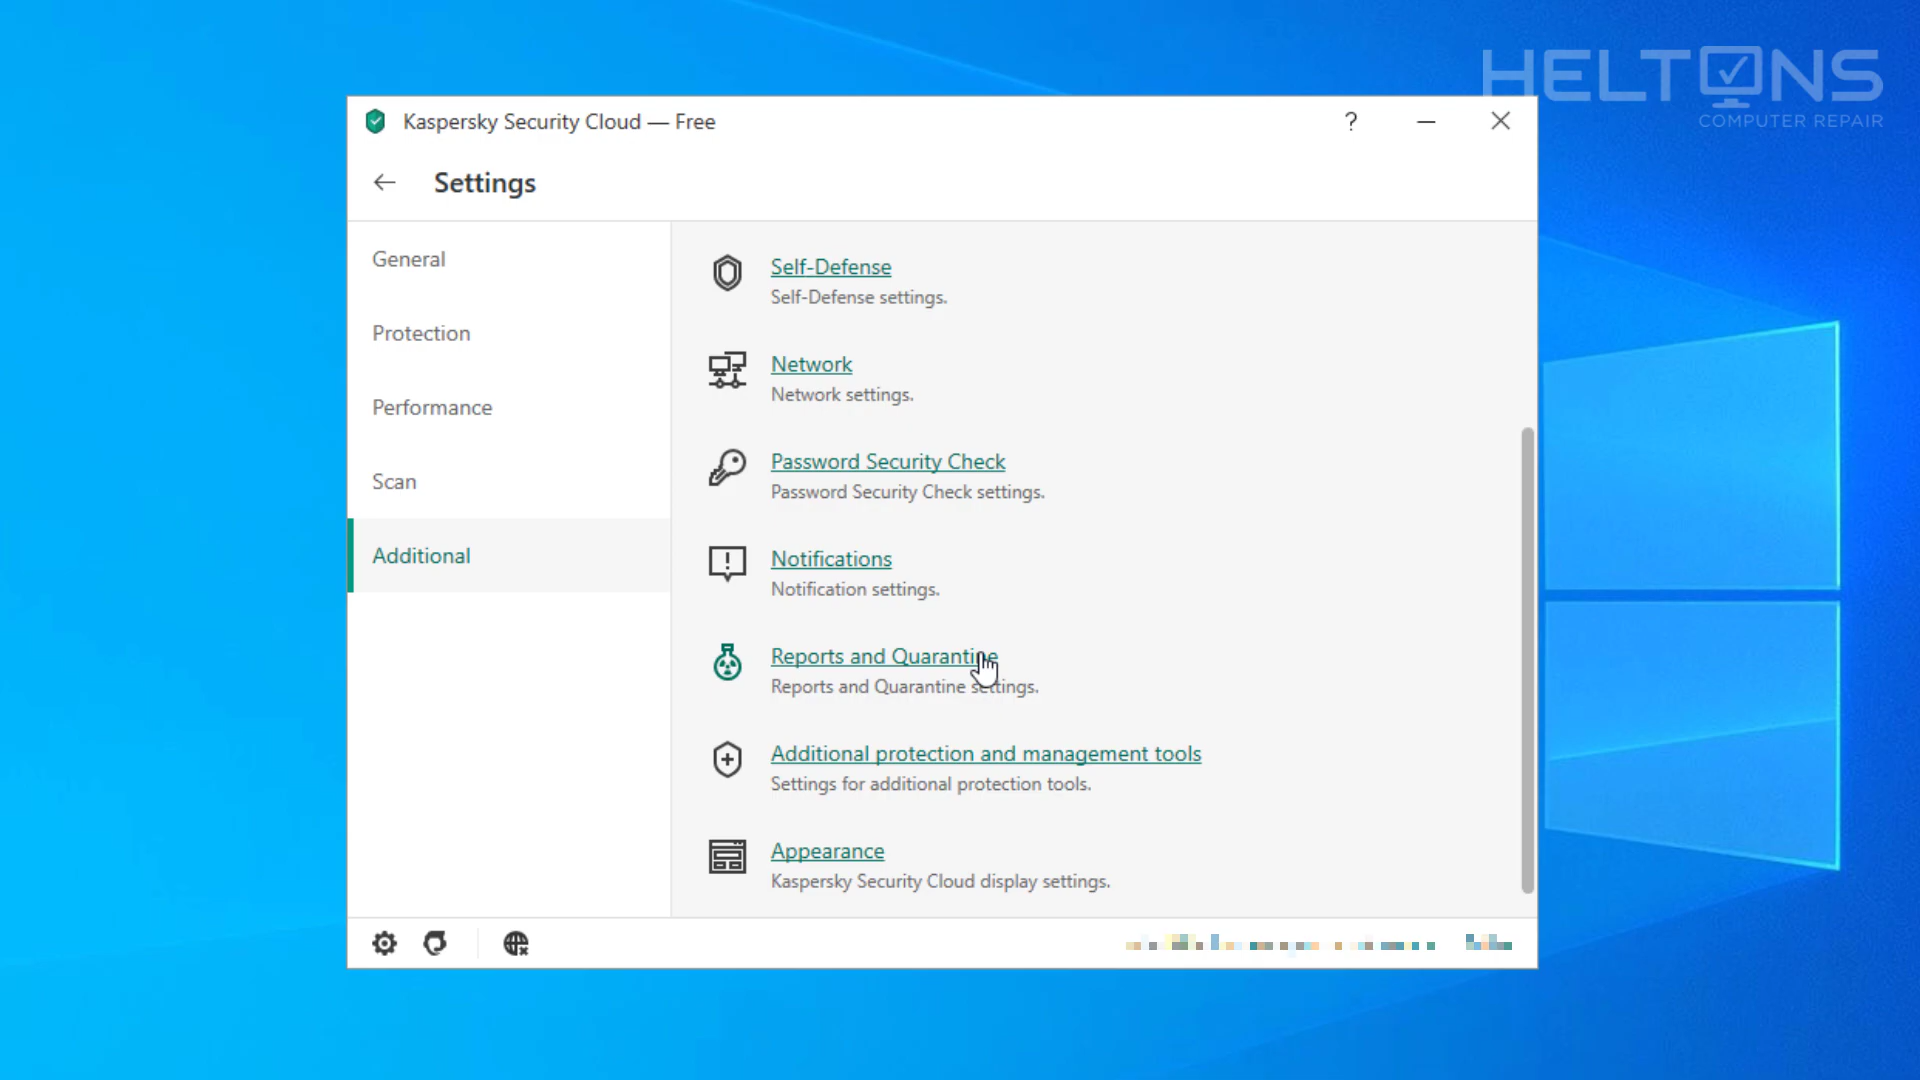 HELTONS
COMPUTER REPAIR
Kaspersky Security Cloud — Free
?
Settings
General
Protection
Performance
Scan
Additional
Self-Defense
Self-Defense settings.
Network
Network settings.
Password Security Check
Password Security Check settings.
Notifications
Notification settings.
Reports and Quarantine
Reports and Quarantine settings.
Additional protection and management tools
Settings for additional protection tools.
Appearance
Kaspersky Security Cloud display settings.